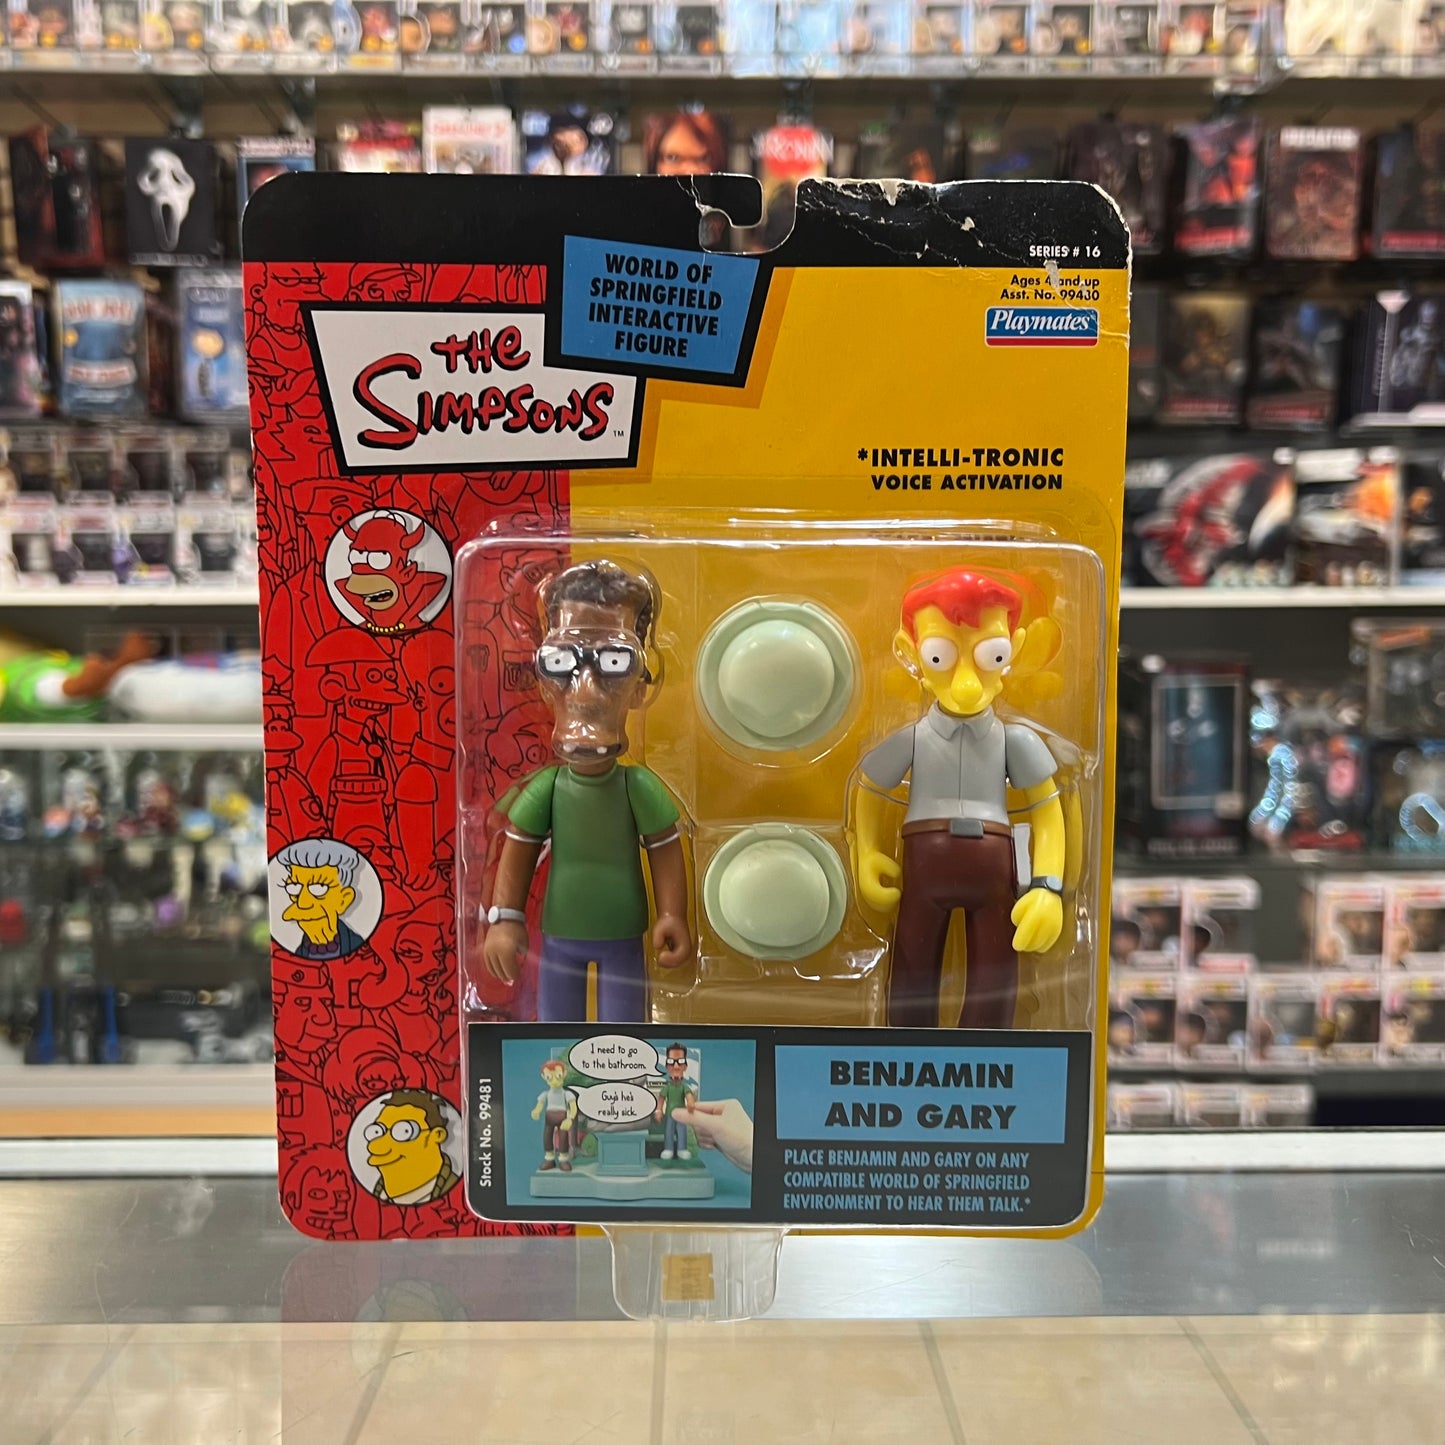 SERIES # 16
WORLD OF
SPRINGFIELD
INTERACTIVE
FIGURE
Ages 4 and up
Asst. No. 99430
Playmates
THE
SIMPSONS
TM
*INTELLI-TRONIC
VOICE ACTIVATION
I need to go
to the bathroom.
Guys he's
really sick.
Stock No. 99481
BENJAMIN
AND GARY
PLACE BENJAMIN AND GARY ON ANY
COMPATIBLE WORLD OF SPRINGFIELD
ENVIRONMENT TO HEAR THEM TALK.*
PREDATOR